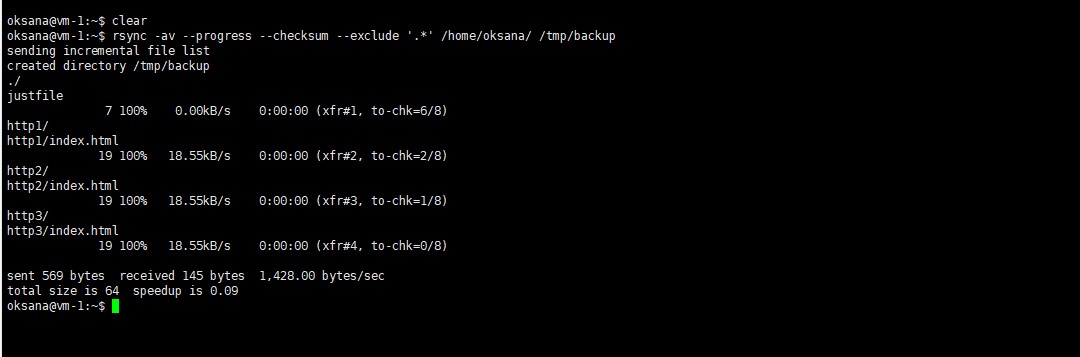 oksana@vm-1:~$ clear
oksana@vm-1:~$ rsync -av --progress --checksum --exclude '.*' /home/oksana/ /tmp/backup
sending incremental file list
created directory /tmp/backup
./
justfile
              7 100%    0.00kB/s    0:00:00 (xfr#1, to-chk=6/8)
http1/
http1/index.html
             19 100%   18.55kB/s    0:00:00 (xfr#2, to-chk=2/8)
http2/
http2/index.html
             19 100%   18.55kB/s    0:00:00 (xfr#3, to-chk=1/8)
http3/
http3/index.html
             19 100%   18.55kB/s    0:00:00 (xfr#4, to-chk=0/8)

sent 569 bytes  received 145 bytes  1,428.00 bytes/sec
total size is 64  speedup is 0.09
oksana@vm-1:~$